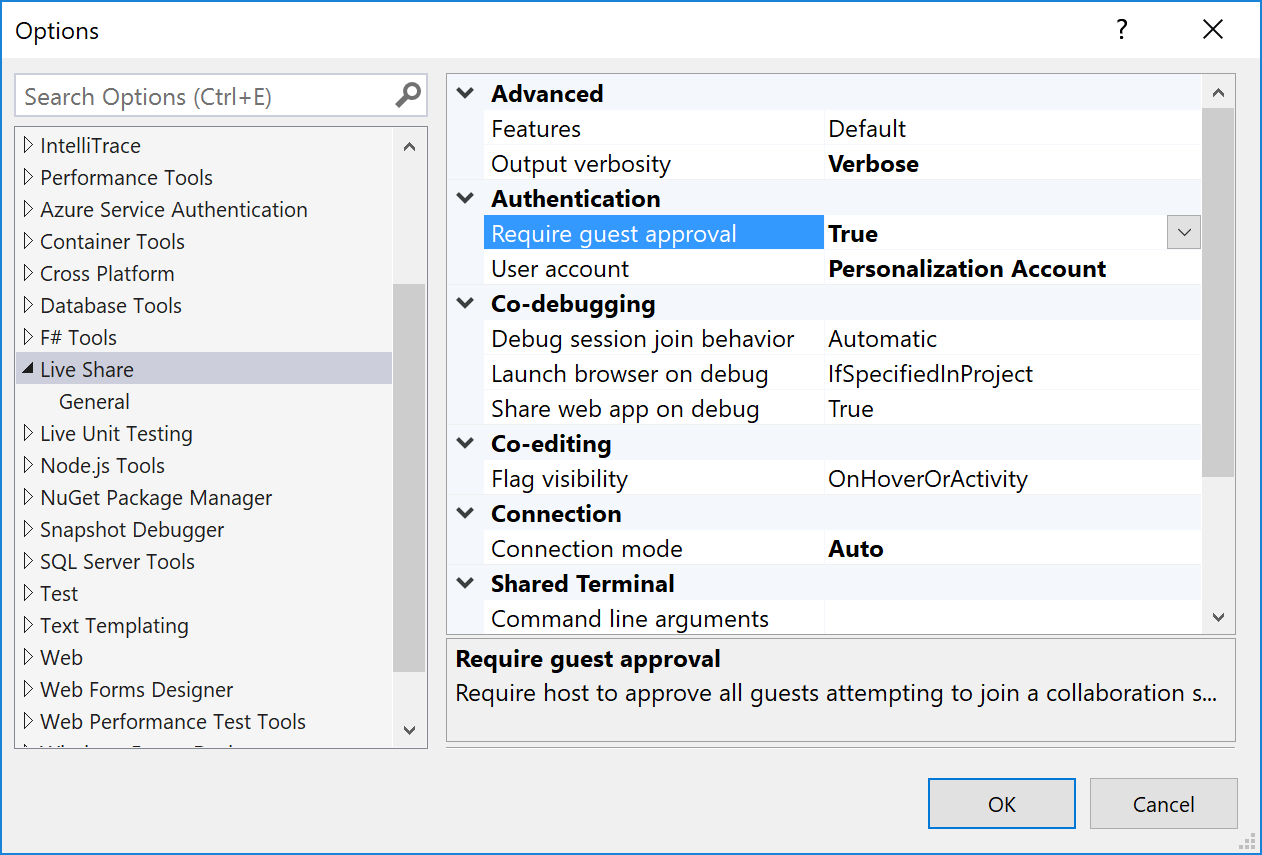 Options
?
Search Options (Ctrl+E)
IntelliTrace
Performance Tools
Azure Service Authentication
Container Tools
Cross Platform
Database Tools
F# Tools
Live Share
General
Live Unit Testing
Node.js Tools
NuGet Package Manager
Snapshot Debugger
SQL Server Tools
Test
Text Templating
Web
Web Forms Designer
Web Performance Test Tools
Advanced
Features Default
Output verbosity Verbose
Authentication
Require guest approval True
User account Personalization Account
Co-debugging
Debug session join behavior Automatic
Launch browser on debug IfSpecifiedInProject
Share web app on debug True
Co-editing
Flag visibility OnHoverOrActivity
Connection
Connection mode Auto
Shared Terminal
Command line arguments
Require guest approval
Require host to approve all guests attempting to join a collaboration s...
OK
Cancel